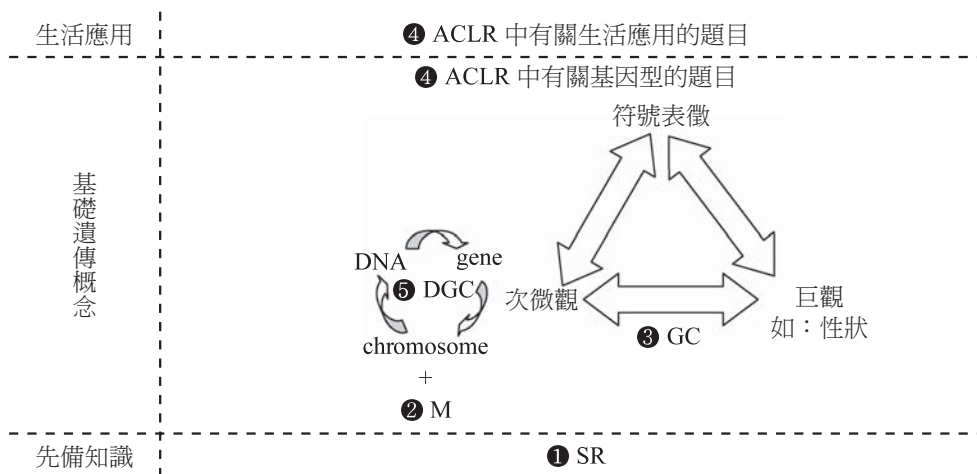 生活應用
❹ ACLR 中有關生活應用的題目
❹ ACLR 中有關基因型的題目
符號表徵
基礎遺傳概念
DNA
gene
❺ DGC
chromosome
+
❷ M
次微觀
巨觀
如：性狀
❸ GC
先備知識
❶ SR